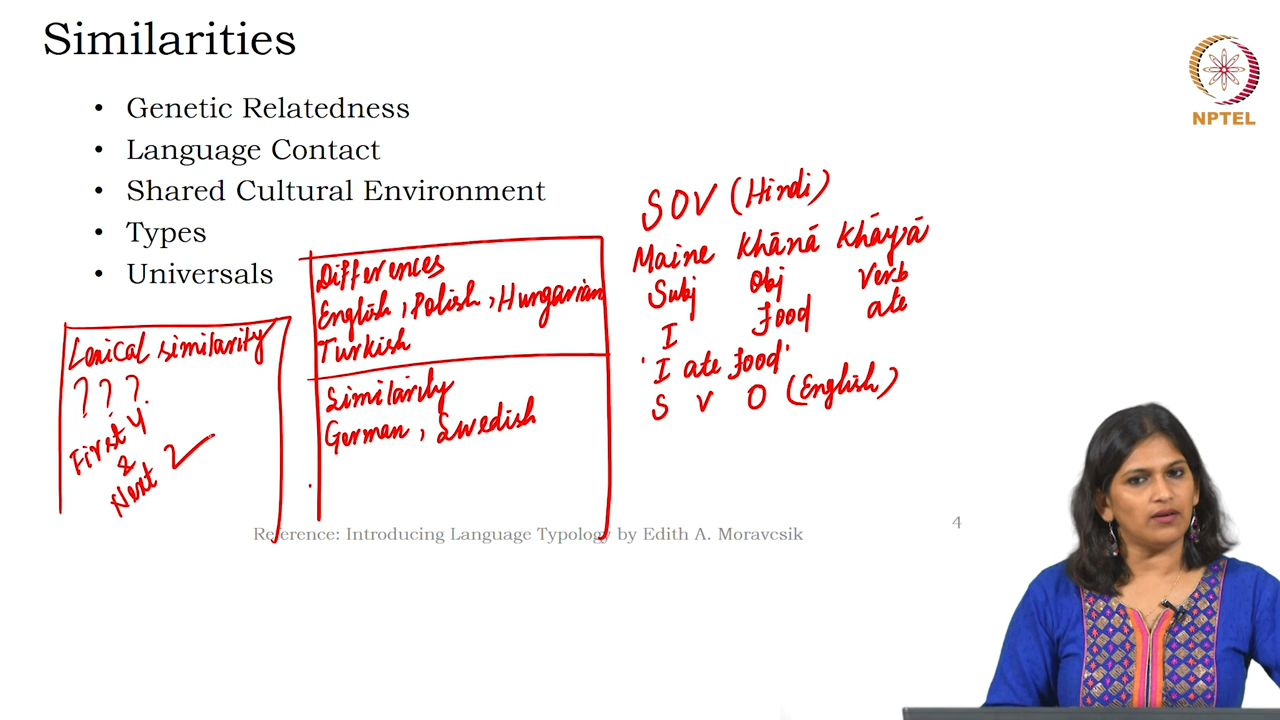 Similarities
• Genetic Relatedness
• Language Contact
• Shared Cultural Environment
• Types
• Universals
NPTEL
SOV (Hindi)
Maine Khānā Khāyā
Subj Obj Verb
I Food ate
'I ate food'
S V O (English)
Differences
English, Polish, Hungarian
Turkish
Similarity
German, Swedish
Lexical similarity
? ? ?
First 4
&
Next 2 ✓
Reference: Introducing Language Typology by Edith A. Moravcsik
4